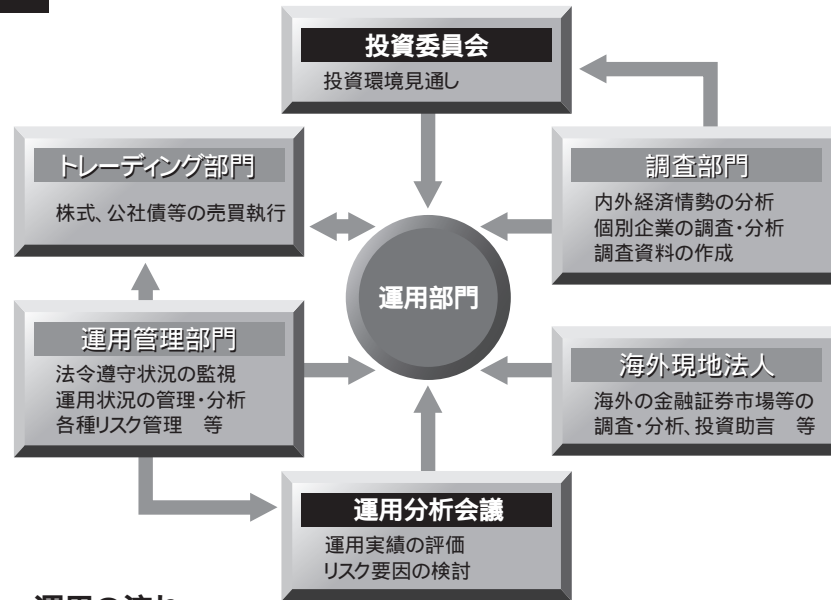 投資委員会
投資環境見通し
トレーディング部門
株式、公社債等の売買執行
調査部門
内外経済情勢の分析
個別企業の調査・分析
調査資料の作成
運用部門
運用管理部門
法令遵守状況の監視
運用状況の管理・分析
各種リスク管理　等
海外現地法人
海外の金融証券市場等の
調査・分析、投資助言　等
運用分析会議
運用実績の評価
リスク要因の検討
運用の流れ